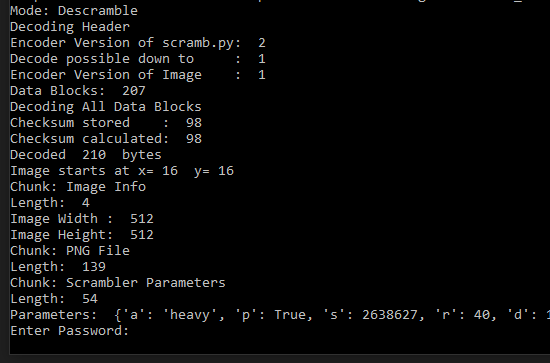 Mode: Descramble
Decoding Header
Encoder Version of scramb.py:  2
Decode possible down to     :  1
Encoder Version of Image    :  1
Data Blocks:  207
Decoding All Data Blocks
Checksum stored    :  98
Checksum calculated:  98
Decoded  210  bytes
Image starts at x= 16  y= 16
Chunk: Image Info
Length:  4
Image Width :  512
Image Height:  512
Chunk: PNG File
Length:  139
Chunk: Scrambler Parameters
Length:  54
Parameters:  {'a': 'heavy', 'p': True, 's': 2638627, 'r': 40, 'd':
Enter Password: